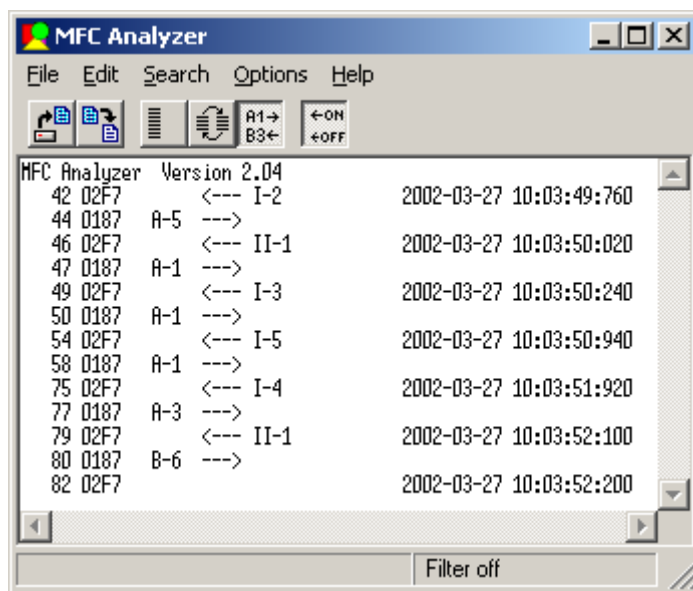 MFC Analyzer
File Edit Search Options Help
A1→ ←ON
B3← ←OFF
MFC Analyzer Version 2.04
42 02F7 <--- I-2 2002-03-27 10:03:49:760
44 0187 A-5 --->
46 02F7 <--- II-1 2002-03-27 10:03:50:020
47 0187 A-1 --->
49 02F7 <--- I-3 2002-03-27 10:03:50:240
50 0187 A-1 --->
54 02F7 <--- I-5 2002-03-27 10:03:50:940
58 0187 A-1 --->
75 02F7 <--- I-4 2002-03-27 10:03:51:920
77 0187 A-3 --->
79 02F7 <--- II-1 2002-03-27 10:03:52:100
80 0187 B-6 --->
82 02F7 2002-03-27 10:03:52:200
Filter off